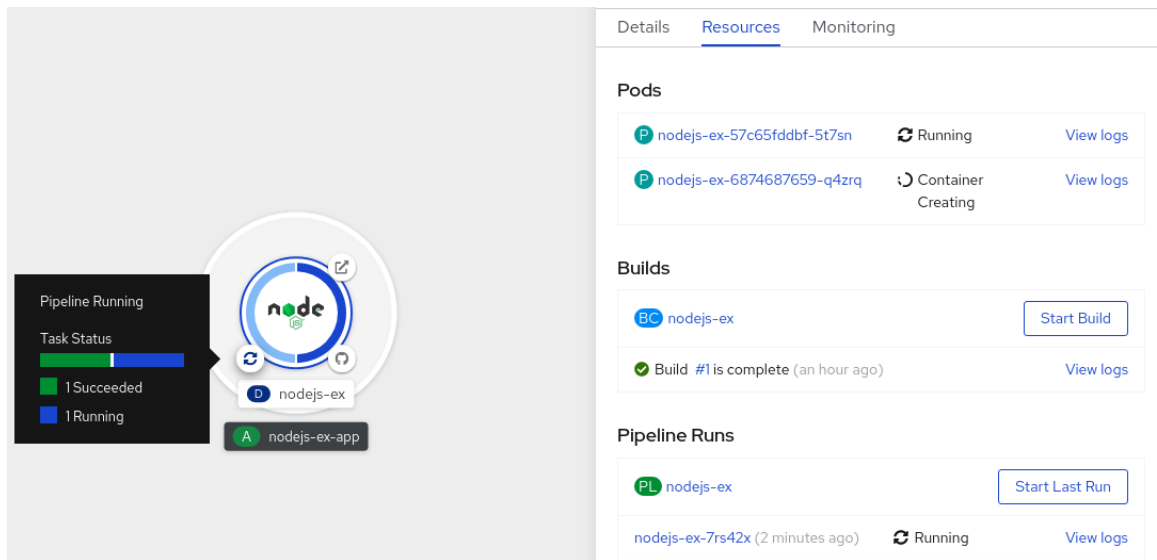 Details Resources Monitoring
Pods
P nodejs-ex-57c65fddbf-5t7sn Running View logs
P nodejs-ex-6874687659-q4zrq Container View logs
Creating
Builds
BC nodejs-ex Start Build
Build #1 is complete (an hour ago) View logs
Pipeline Runs
PL nodejs-ex Start Last Run
nodejs-ex-7rs42x (2 minutes ago) Running View logs
Pipeline Running
Task Status
1 Succeeded
1 Running
node
JS
D nodejs-ex
A nodejs-ex-app